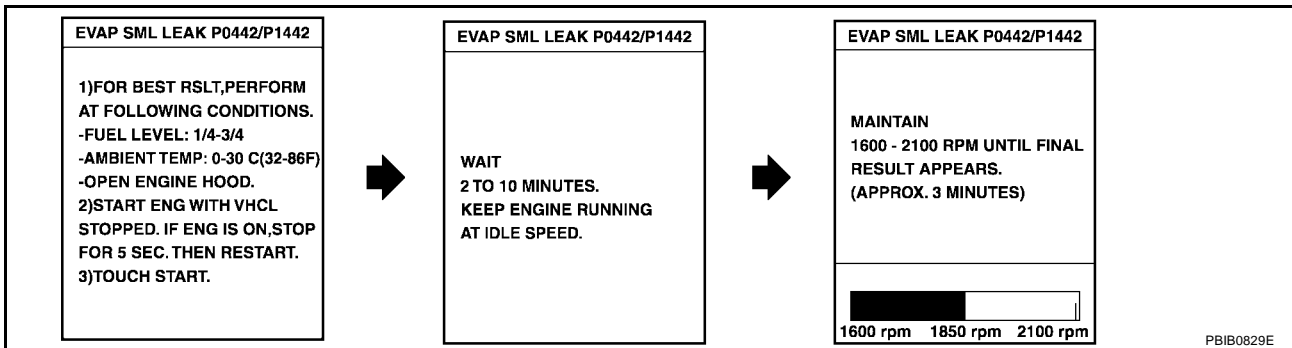 EVAP SML LEAK P0442/P1442
1)FOR BEST RSLT,PERFORM
AT FOLLOWING CONDITIONS.
-FUEL LEVEL: 1/4-3/4
-AMBIENT TEMP: 0-30 C(32-86F)
-OPEN ENGINE HOOD.
2)START ENG WITH VHCL
STOPPED. IF ENG IS ON,STOP
FOR 5 SEC. THEN RESTART.
3)TOUCH START.
EVAP SML LEAK P0442/P1442
WAIT
2 TO 10 MINUTES.
KEEP ENGINE RUNNING
AT IDLE SPEED.
EVAP SML LEAK P0442/P1442
MAINTAIN
1600 - 2100 RPM UNTIL FINAL
RESULT APPEARS.
(APPROX. 3 MINUTES)
1600 rpm 1850 rpm 2100 rpm
PBIB0829E